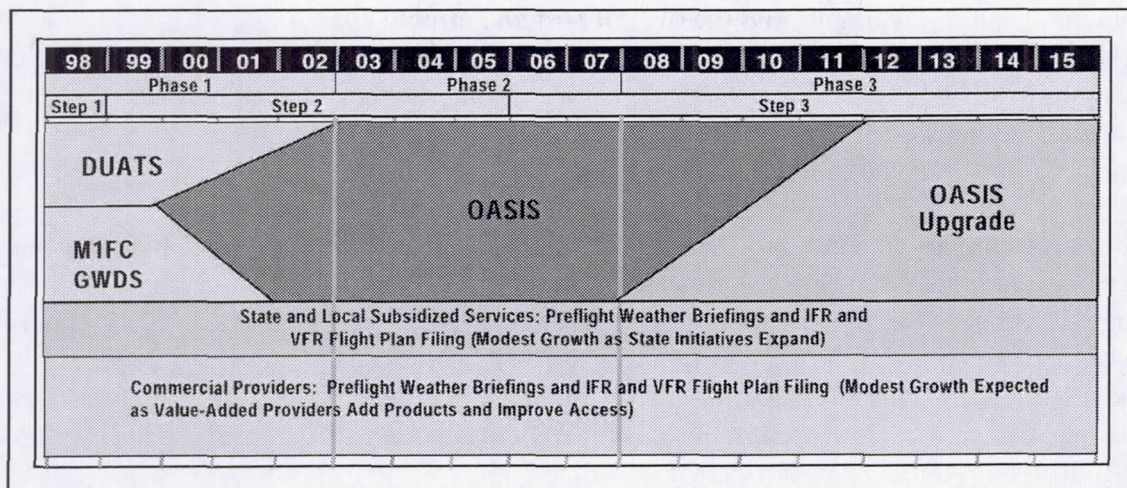 98 99 00 01 02 03 04 05 06 07 08 09 10 11 12 13 14 15
Phase 1 Phase 2 Phase 3
Step 1 Step 2 Step 3
DUATS
M1FC
GWDS
OASIS
OASIS
Upgrade
State and Local Subsidized Services: Preflight Weather Briefings and IFR and
VFR Flight Plan Filing (Modest Growth as State Initiatives Expand)
Commercial Providers: Preflight Weather Briefings and IFR and VFR Flight Plan Filing (Modest Growth Expected
as Value-Added Providers Add Products and Improve Access)